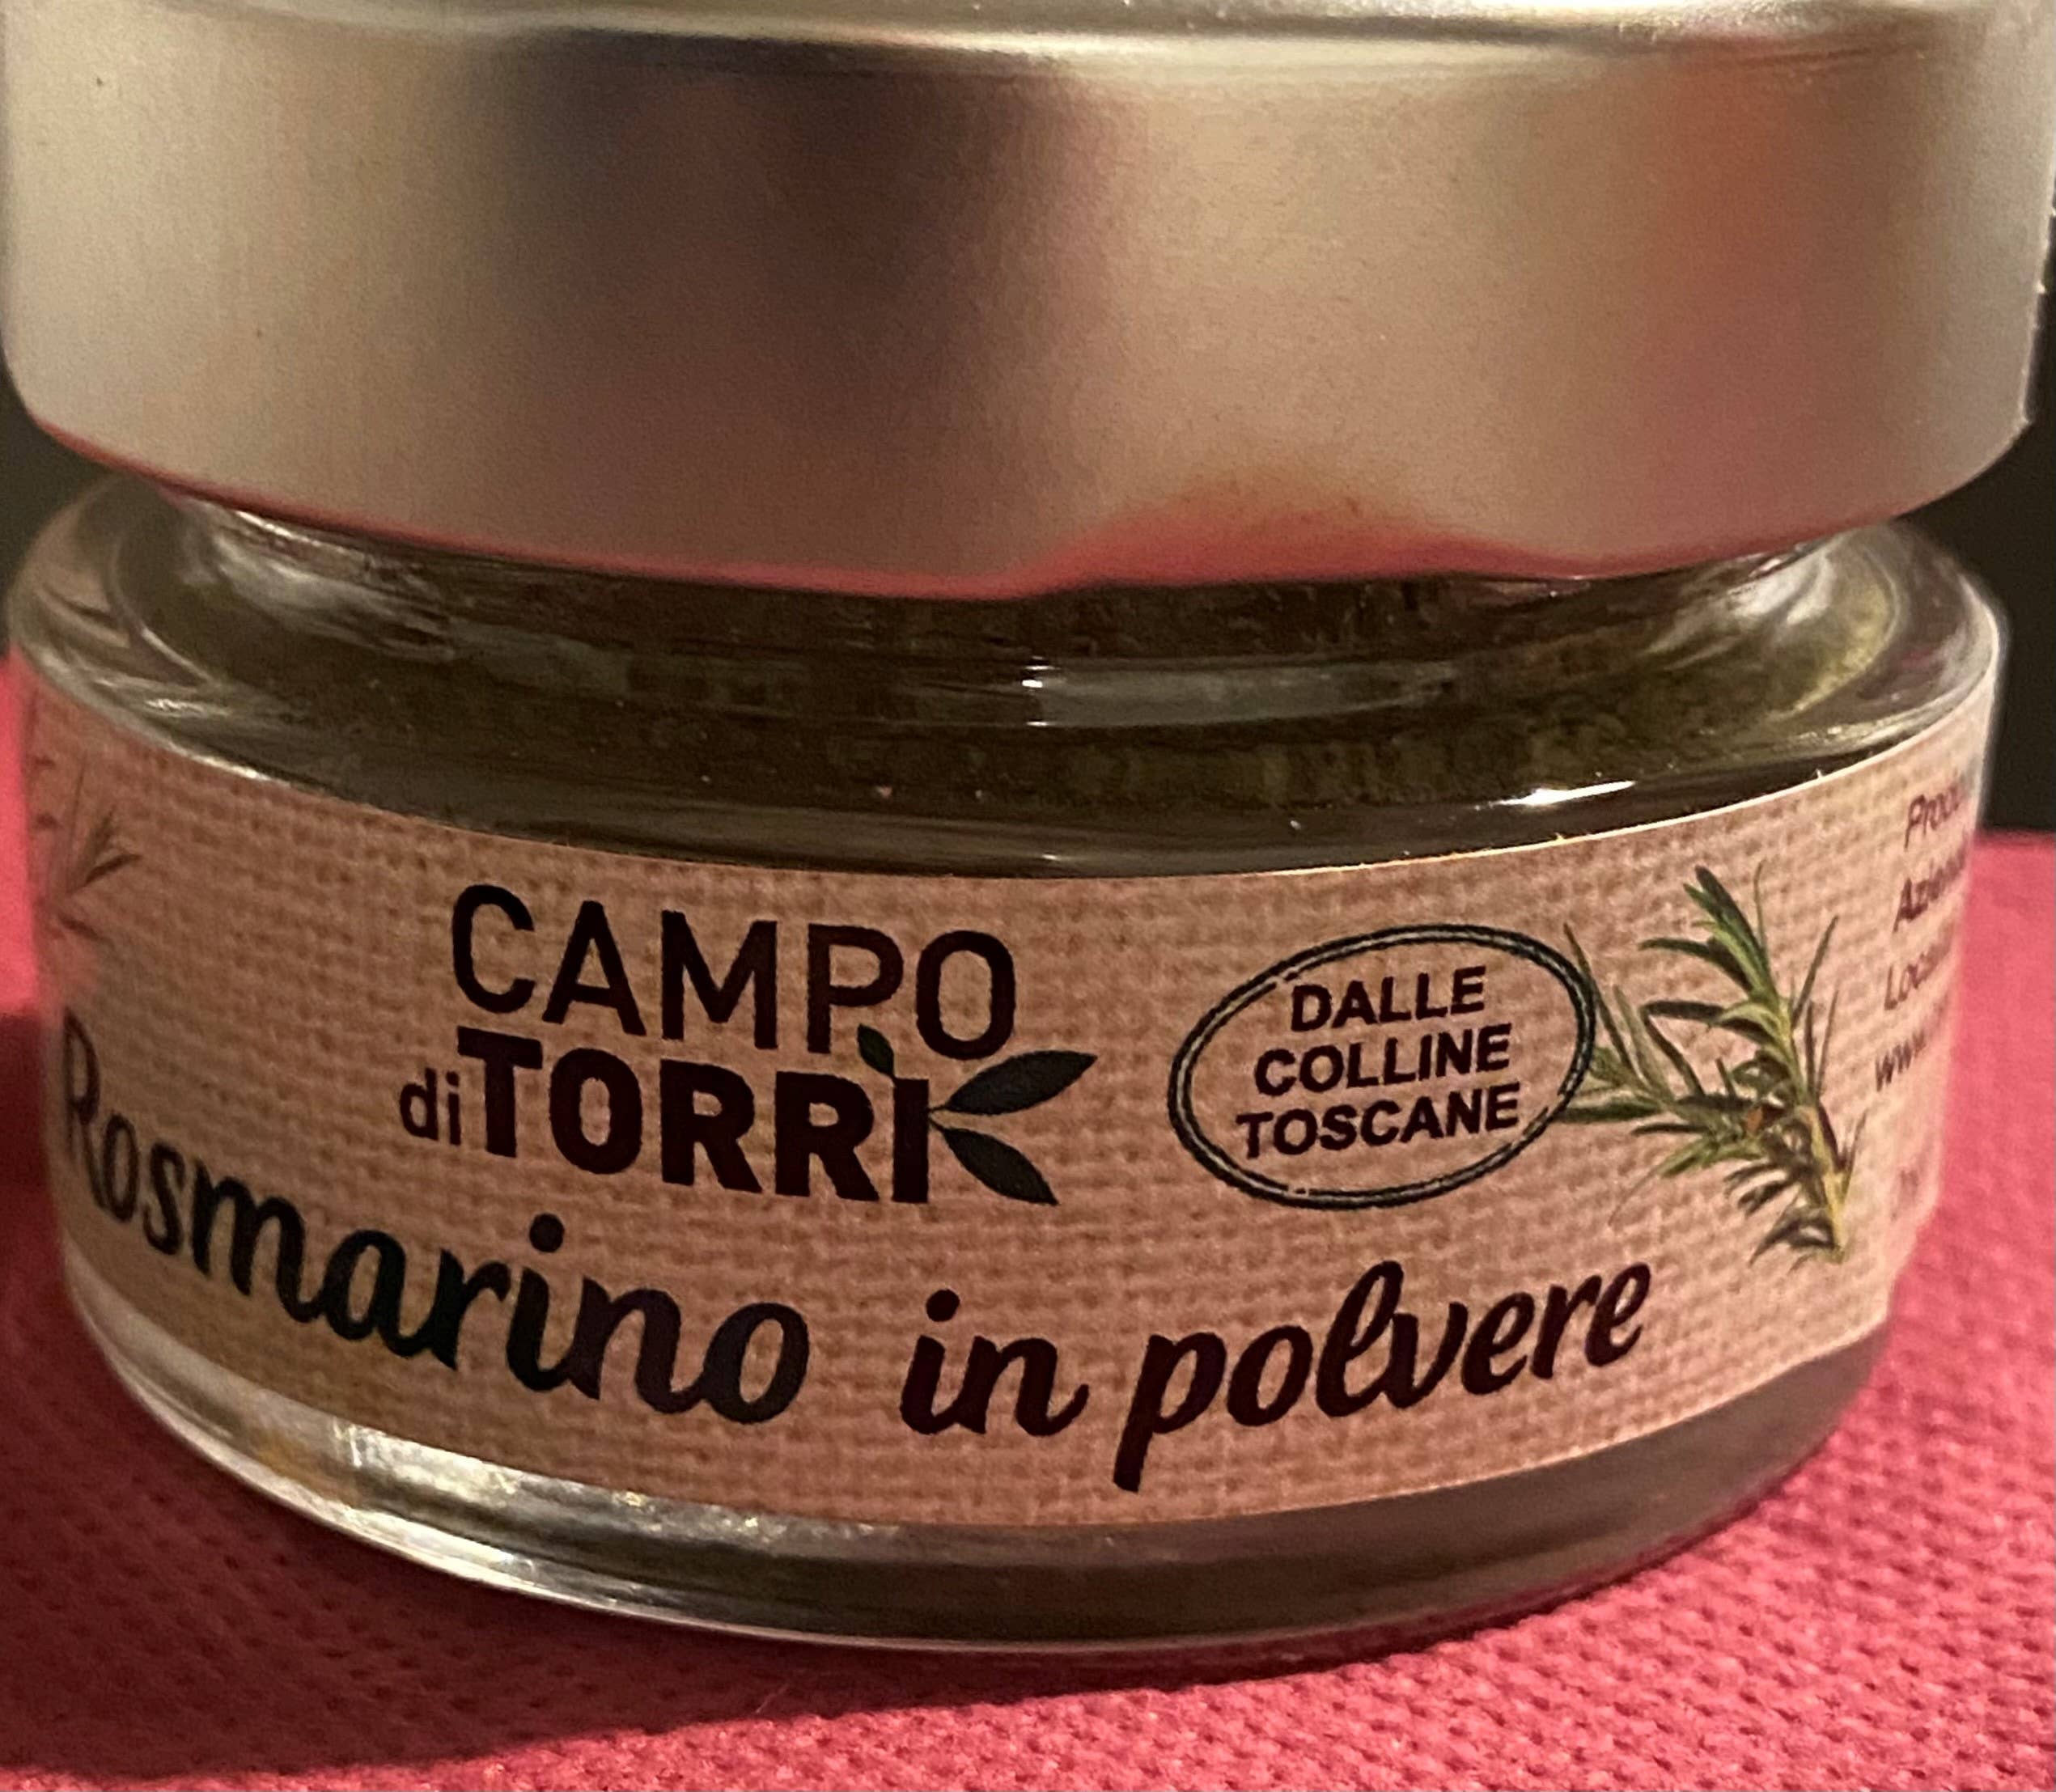 CAMPO
di TORRI
DALLE
COLLINE
TOSCANE
Rosmarino in polvere